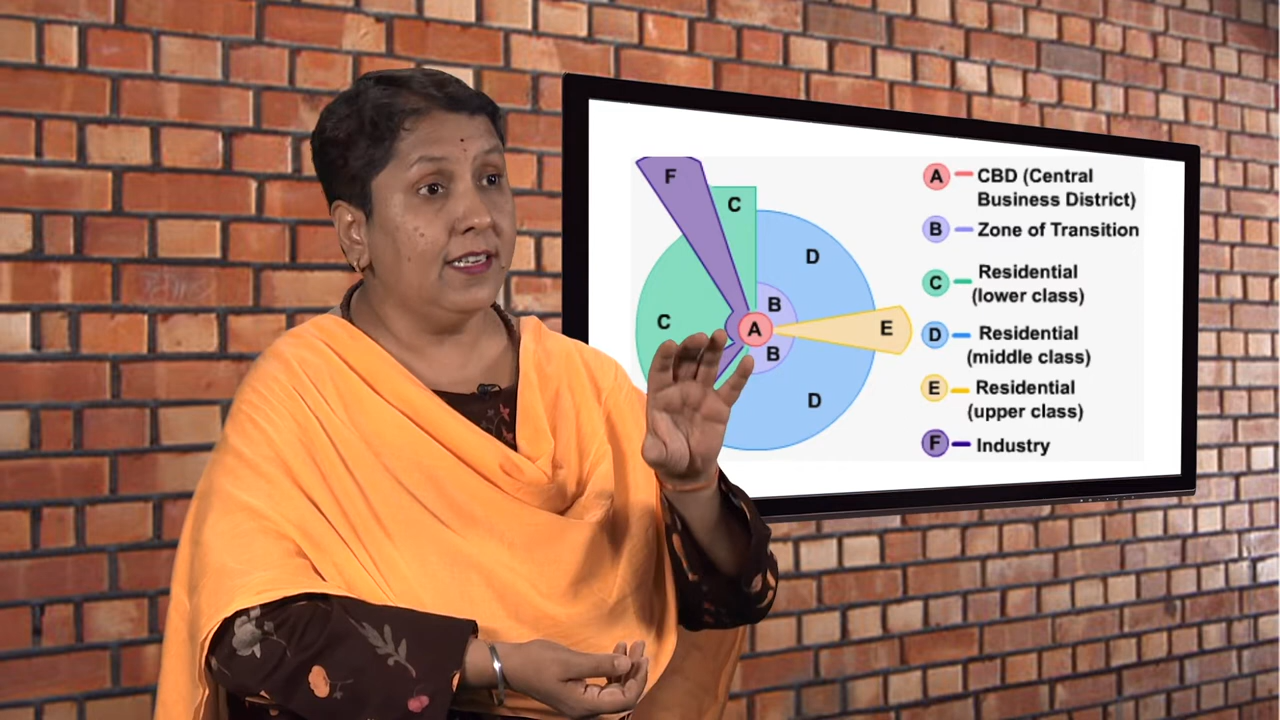 F
C
D
B
C
A
E
B
D
A CBD (Central
Business District)
B Zone of Transition
C Residential
(lower class)
D Residential
(middle class)
E Residential
(upper class)
F Industry